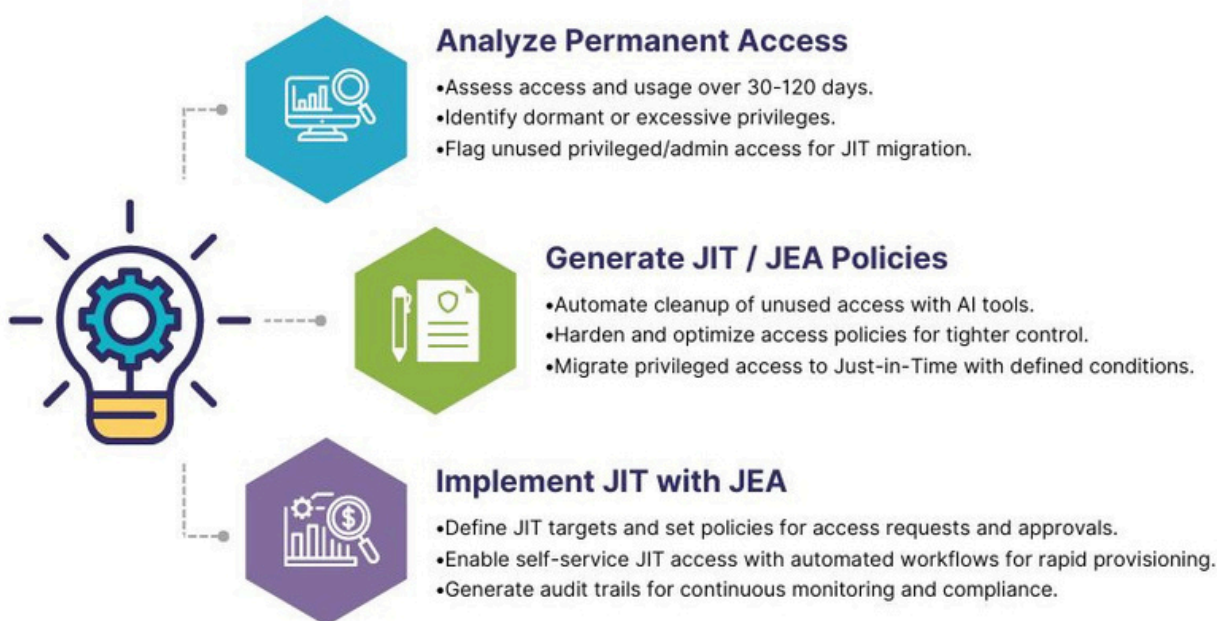 Analyze Permanent Access
•Assess access and usage over 30-120 days.
•Identify dormant or excessive privileges.
•Flag unused privileged/admin access for JIT migration.
Generate JIT / JEA Policies
•Automate cleanup of unused access with AI tools.
•Harden and optimize access policies for tighter control.
•Migrate privileged access to Just-in-Time with defined conditions.
Implement JIT with JEA
•Define JIT targets and set policies for access requests and approvals.
•Enable self-service JIT access with automated workflows for rapid provisioning.
•Generate audit trails for continuous monitoring and compliance.